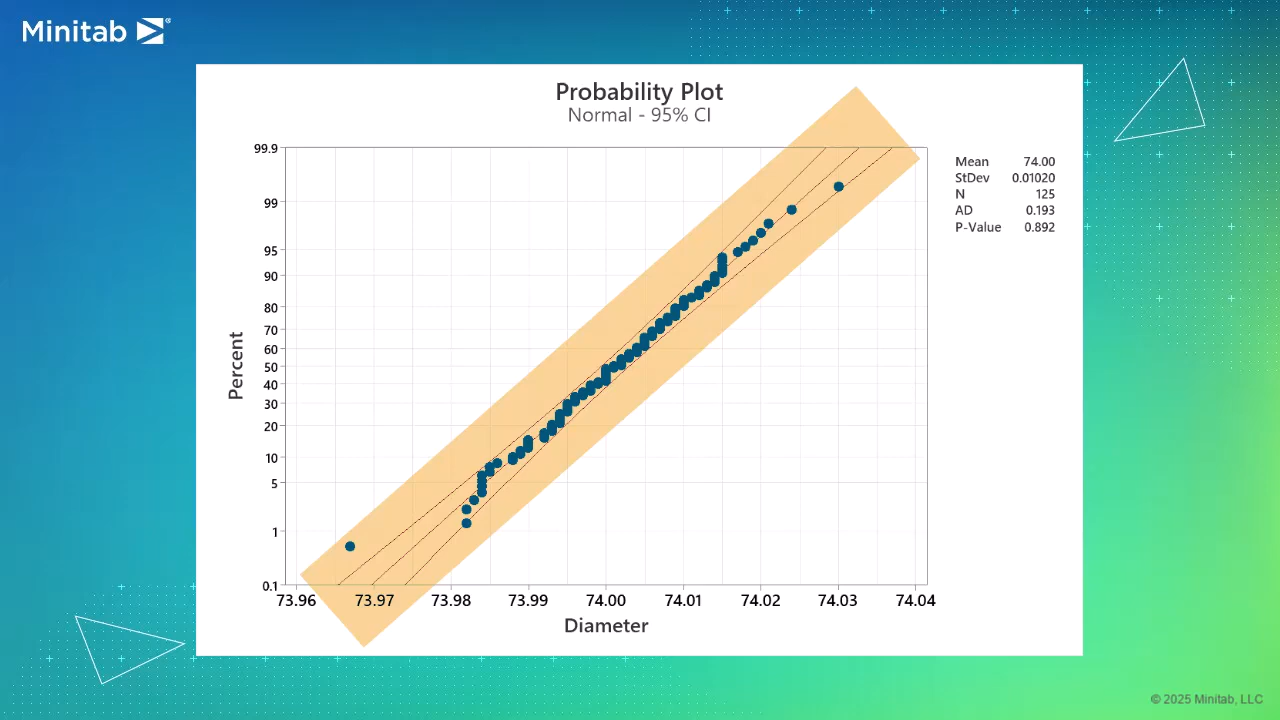 Minitab
Probability Plot
Normal - 95% CI
99.9
99
95
90
80
70
60
50
40
30
20
10
5
1
0.1
Percent
73.96 73.97 73.98 73.99 74.00 74.01 74.02 74.03 74.04
Diameter
Mean 74.00
StDev 0.01020
N 125
AD 0.193
P-Value 0.892
© 2025 Minitab, LLC